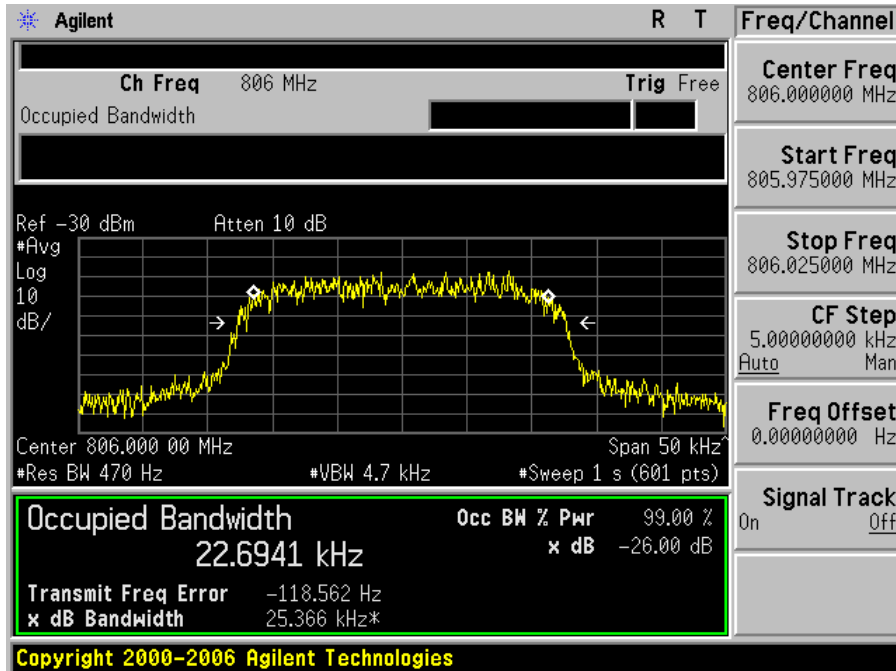 Agilent R T Freq/Channel
Ch Freq 806 MHz Trig Free
Occupied Bandwidth
Center Freq
806.000000 MHz
Start Freq
805.975000 MHz
Stop Freq
806.025000 MHz
CF Step
5.00000000 kHz
Auto Man
Freq Offset
0.00000000 Hz
Signal Track
On Off
Ref -30 dBm Atten 10 dB
#Avg
Log
10
dB/
Center 806.000 00 MHz Span 50 kHz^
#Res BW 470 Hz #VBW 4.7 kHz #Sweep 1 s (601 pts)
Occupied Bandwidth Occ BW % Pwr 99.00 %
22.6941 kHz x dB -26.00 dB
Transmit Freq Error -118.562 Hz
x dB Bandwidth 25.366 kHz*
Copyright 2000-2006 Agilent Technologies